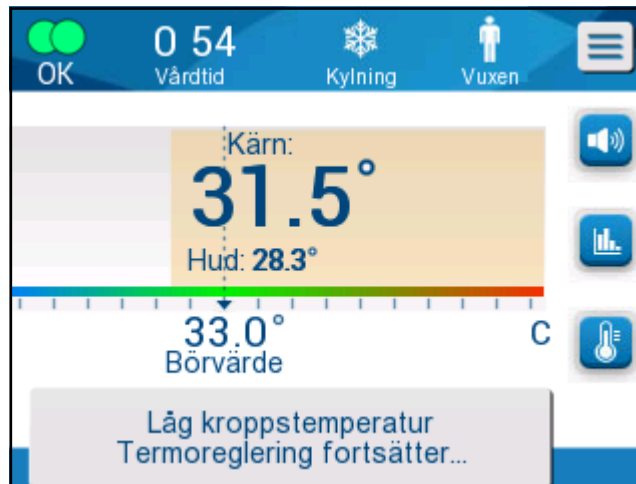 OK
0 54
Vårdtid
Kylning
Vuxen
Kärn:
31.5°
Hud: 28.3°
33.0°
C
Börvärde
Låg kroppstemperatur
Termoreglering fortsätter...